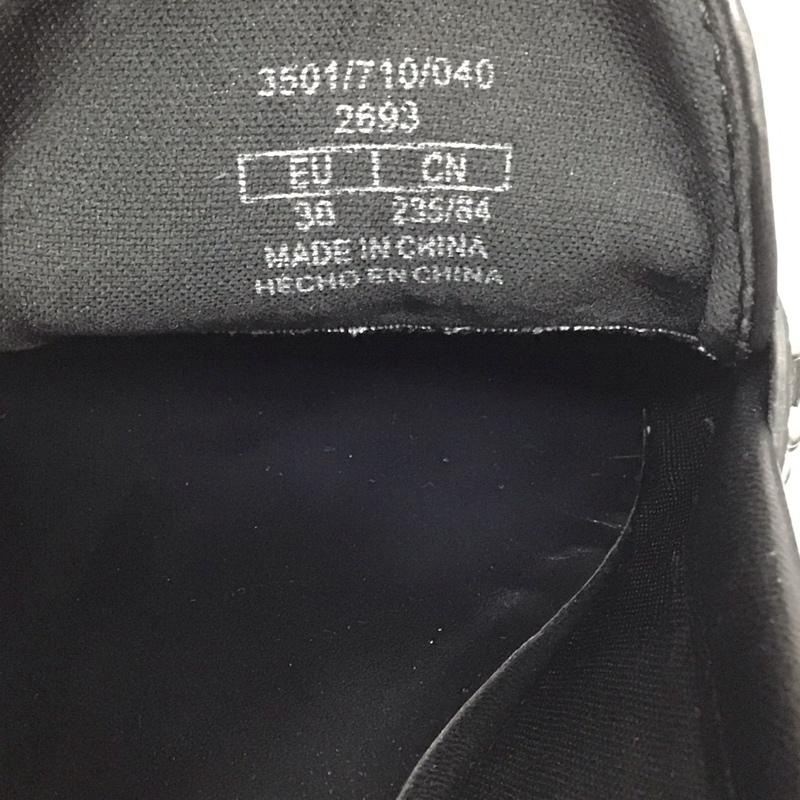 3501/710/040
2693
EU CN
38 235/84
MADE IN CHINA
HECHO EN CHINA